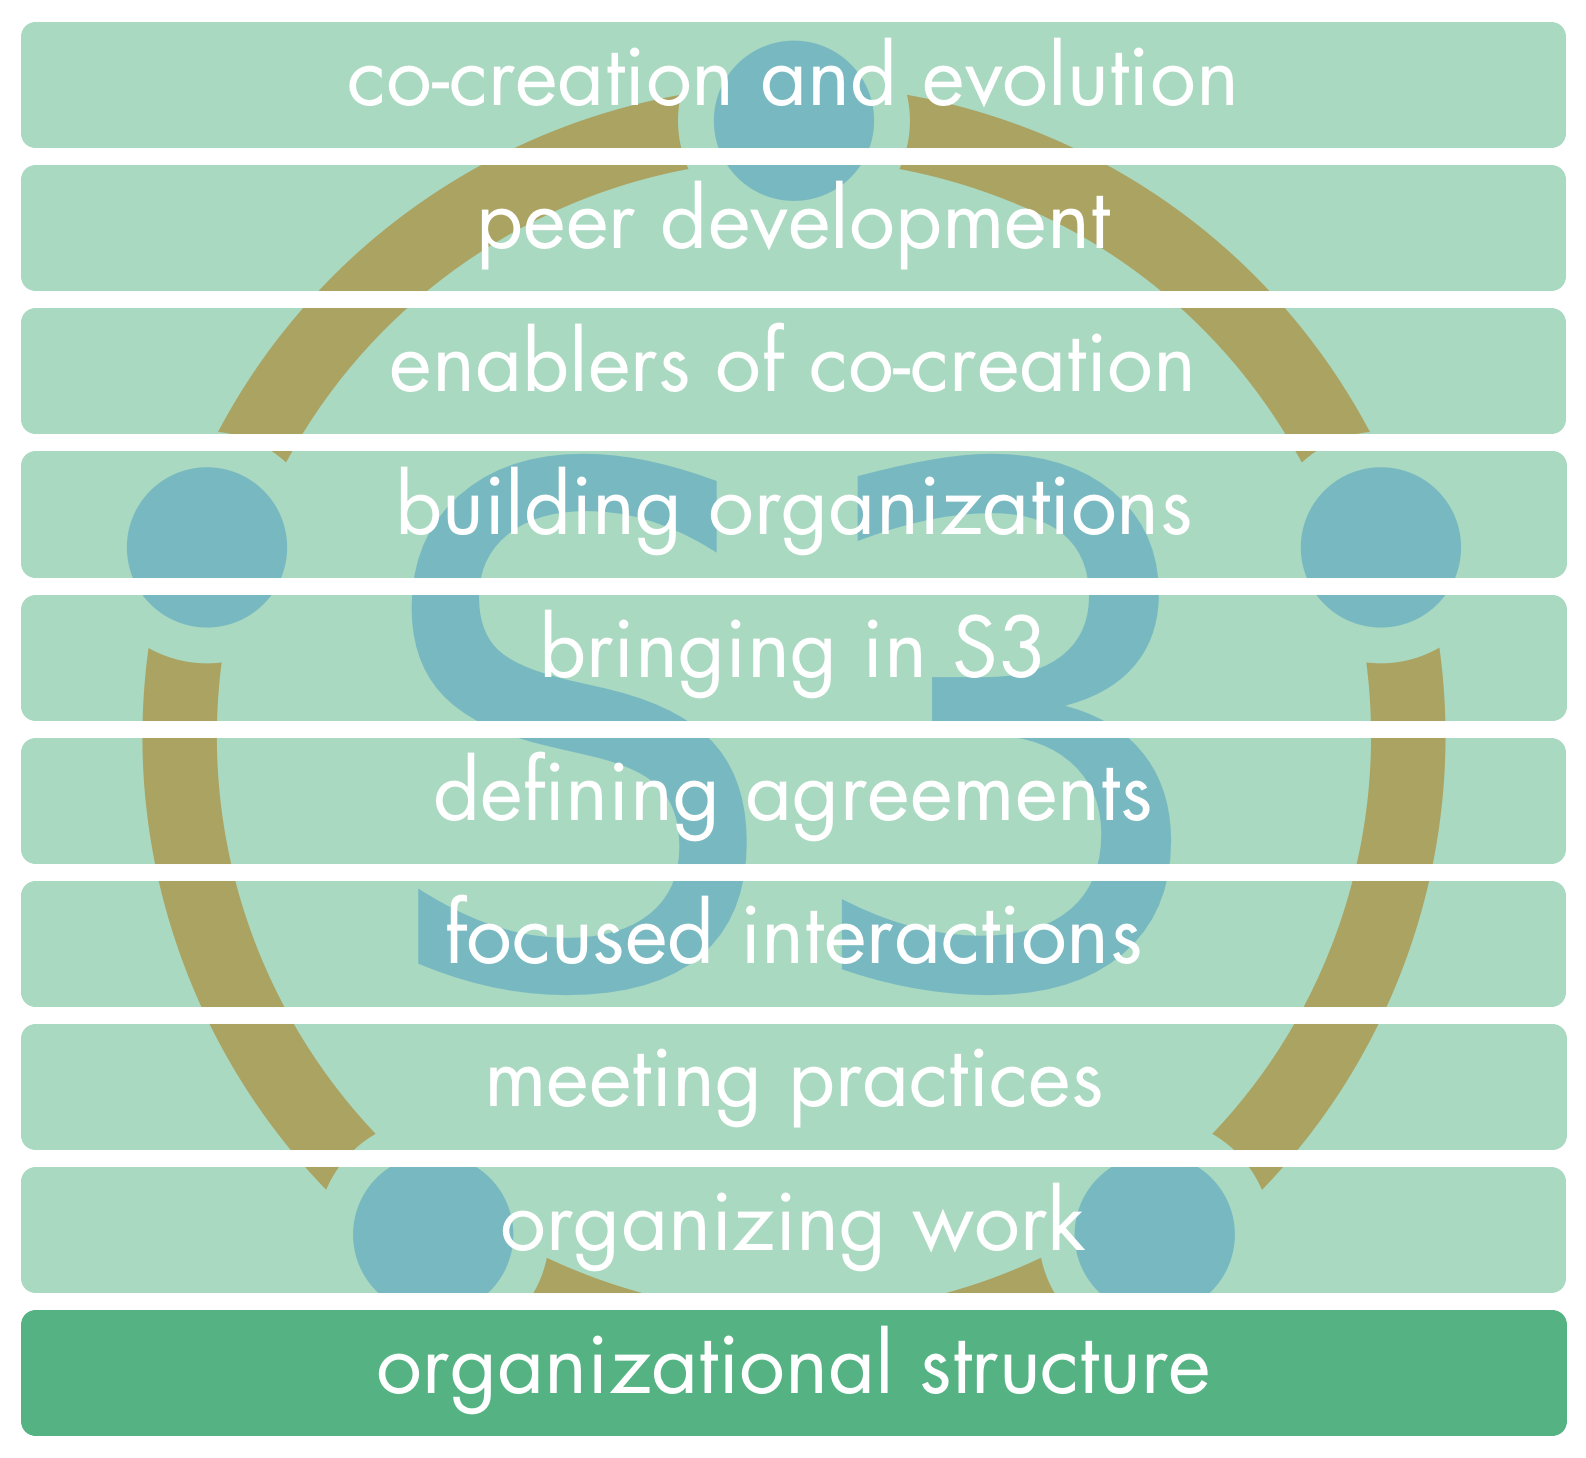 co-creation and evolution
peer development
enablers of co-creation
building organizations
bringing in S3
defining agreements
focused interactions
meeting practices
organizing work
organizational structure
S3